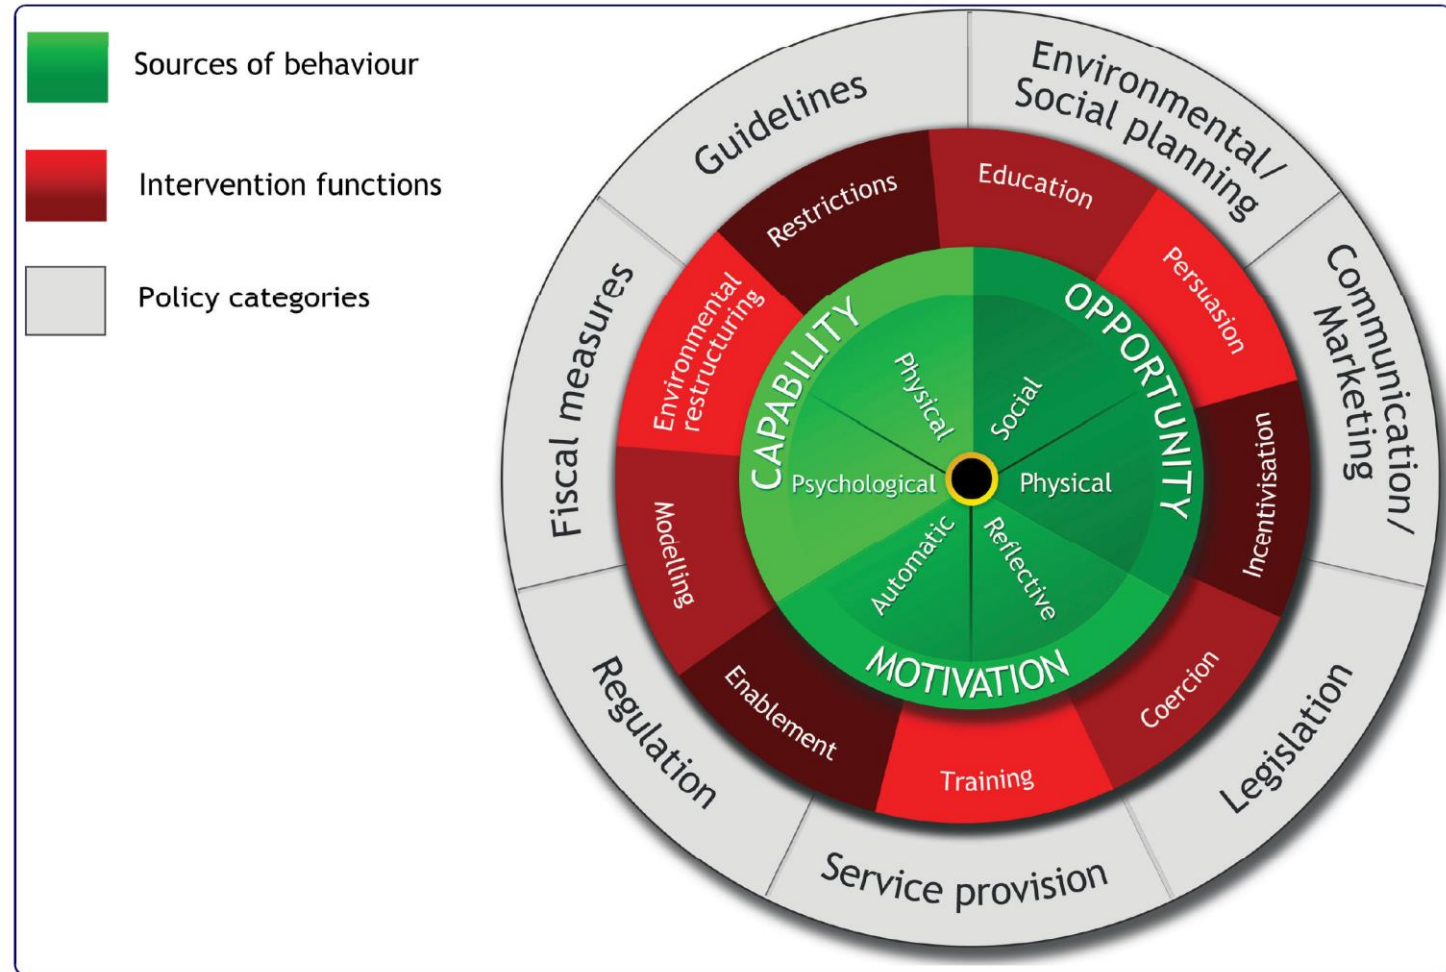 Sources of behaviour
Intervention functions
Policy categories
Guidelines
Environmental/
Social planning
Communication/
Marketing
Legislation
Service provision
Regulation
Fiscal measures
Restrictions
Education
Persuasion
Incentivisation
Coercion
Training
Enablement
Modelling
Environmental
restructuring
CAPABILITY
OPPORTUNITY
MOTIVATION
Physical
Social
Physical
Reflective
Automatic
Psychological